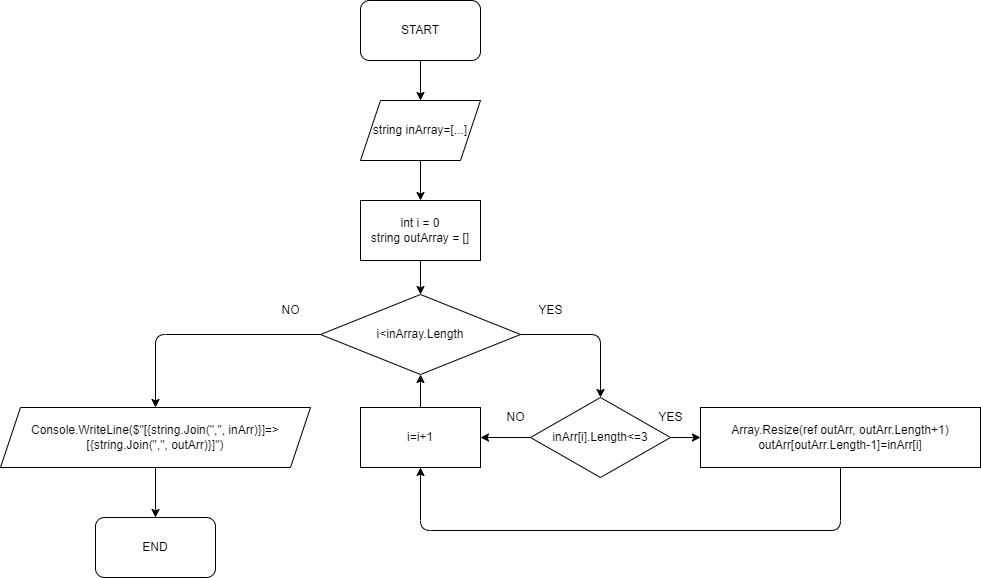 START
string inArray=[...]
int i = 0
string outArray = []
NO
YES
i<inArray.Length
Console.WriteLine($"[{string.Join(",", inArr)}]=>
[{string.Join(",", outArr)}]")
i=i+1
NO
inArr[i].Length<=3
YES
Array.Resize(ref outArr, outArr.Length+1)
outArr[outArr.Length-1]=inArr[i]
END